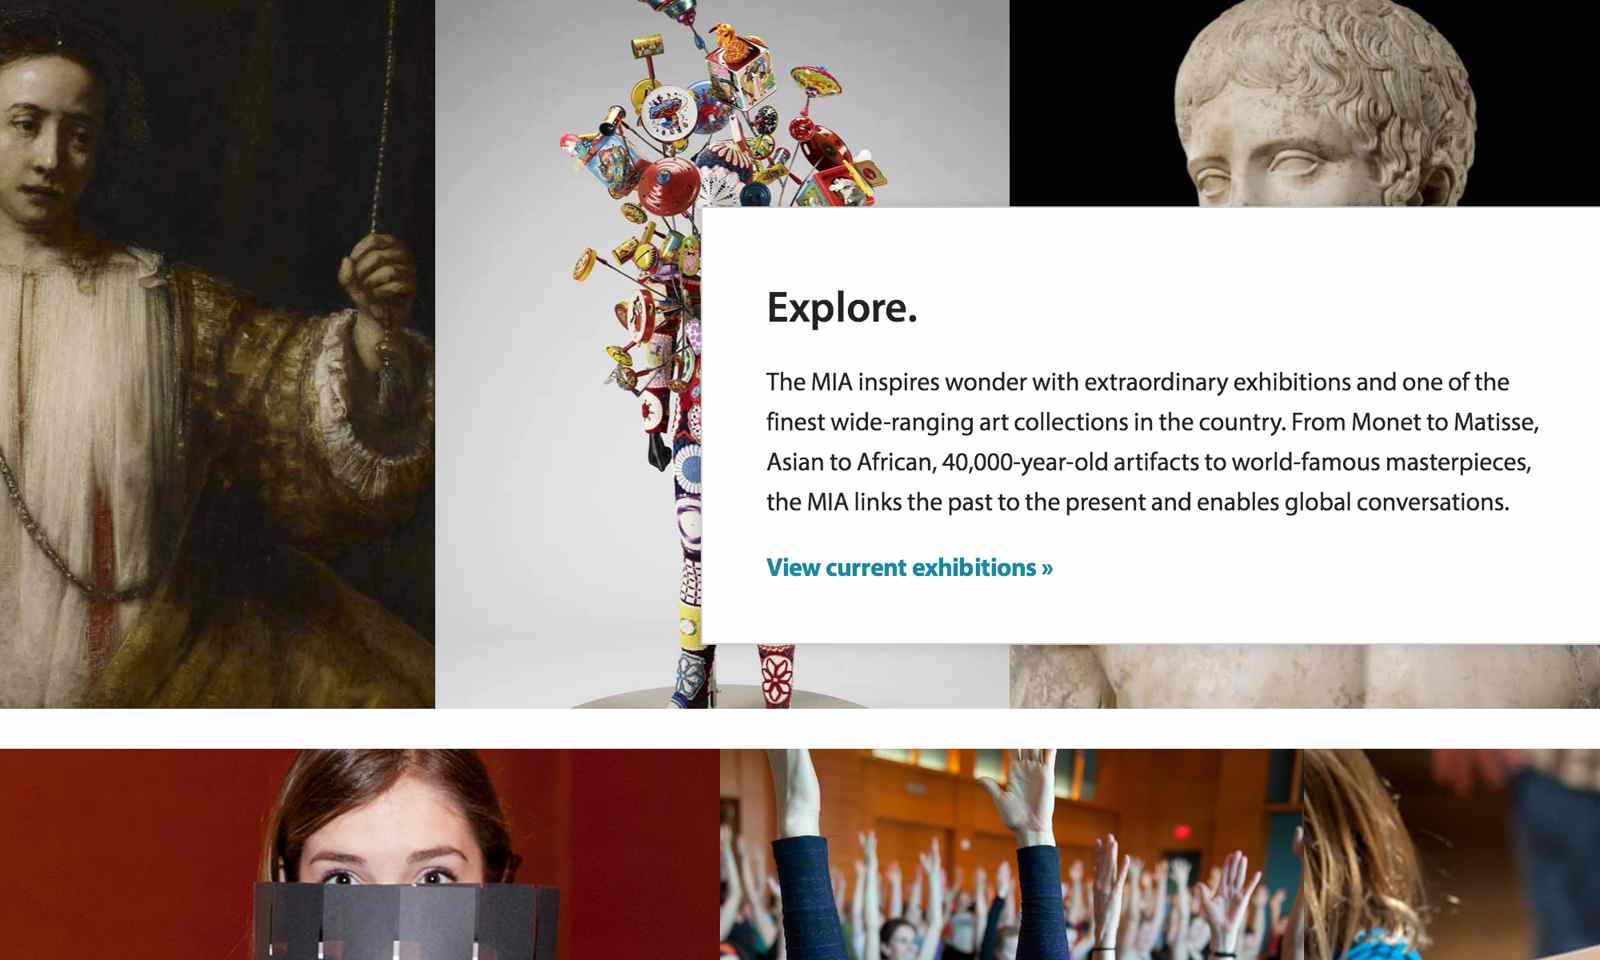 Explore.
The MIA inspires wonder with extraordinary exhibitions and one of the
finest wide-ranging art collections in the country. From Monet to Matisse,
Asian to African, 40,000-year-old artifacts to world-famous masterpieces,
the MIA links the past to the present and enables global conversations.
View current exhibitions »